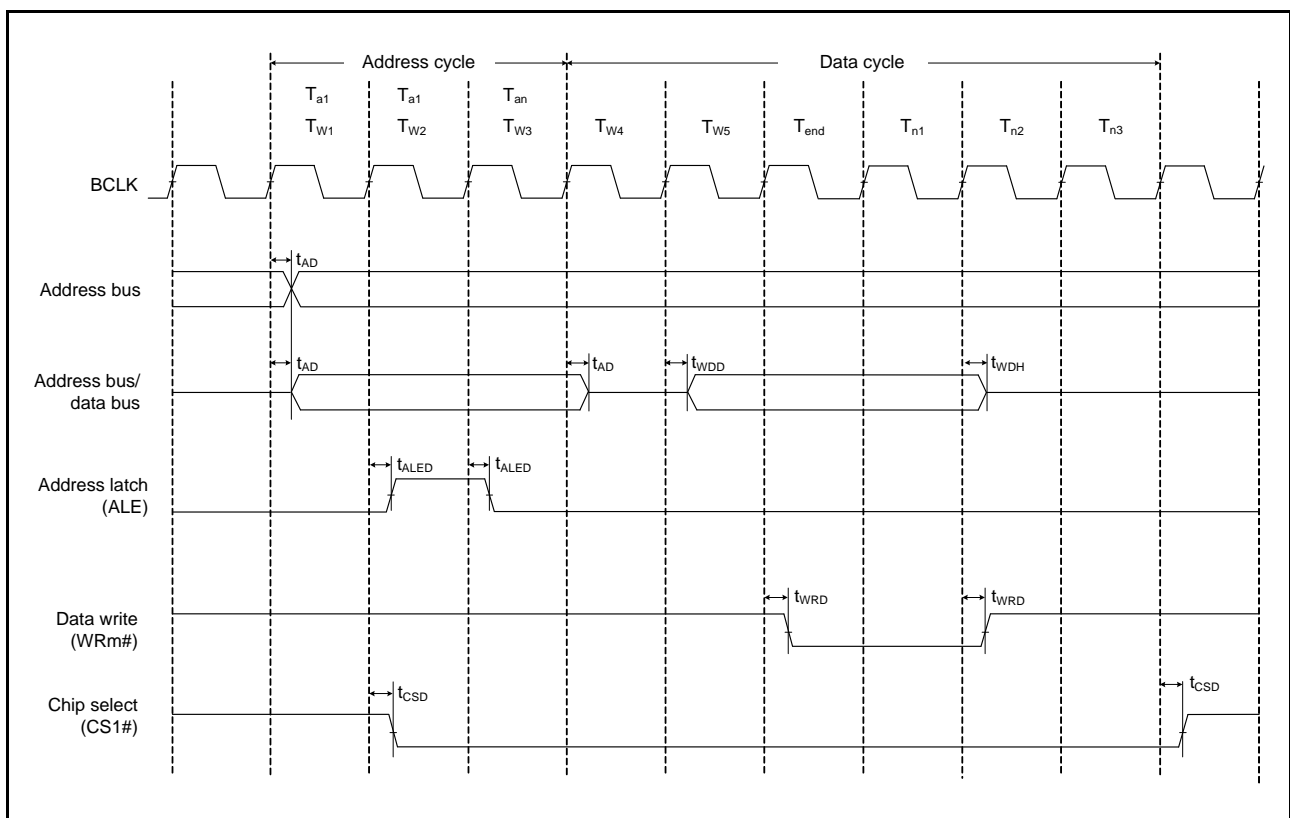 Address cycle Data cycle
Ta1 Ta1 Tan
TW1 TW2 TW3 TW4 TW5 Tend Tn1 Tn2 Tn3
BCLK
tAD
Address bus
tAD tAD tWDD tWDH
Address bus/
data bus
tALED tALED
Address latch
(ALE)
tWRD tWRD
Data write
(WRm#)
tCSD tCSD
Chip select
(CS1#)